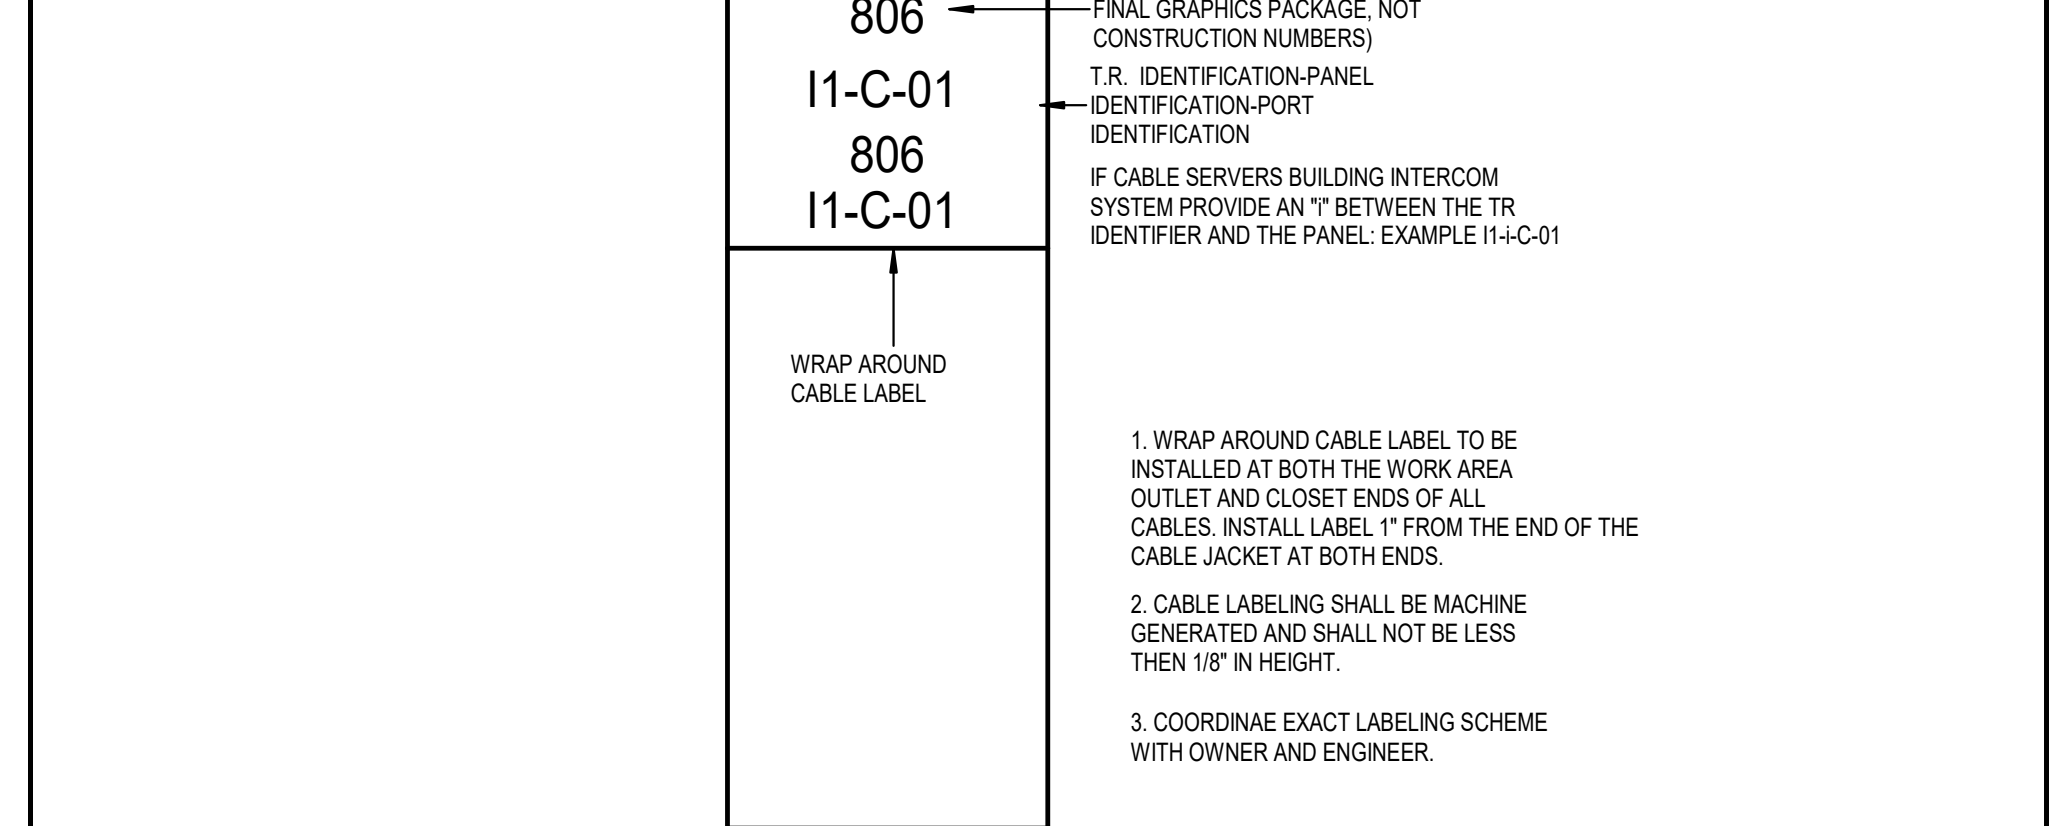 806
I1-C-01
806
I1-C-01
FINAL GRAPHICS PACKAGE, NOT
CONSTRUCTION NUMBERS)
T.R. IDENTIFICATION-PANEL
IDENTIFICATION-PORT
IDENTIFICATION
IF CABLE SERVERS BUILDING INTERCOM
SYSTEM PROVIDE AN "i" BETWEEN THE TR
IDENTIFIER AND THE PANEL: EXAMPLE I1-i-C-01
WRAP AROUND
CABLE LABEL
1. WRAP AROUND CABLE LABEL TO BE
INSTALLED AT BOTH THE WORK AREA
OUTLET AND CLOSET ENDS OF ALL
CABLES. INSTALL LABEL 1" FROM THE END OF THE
CABLE JACKET AT BOTH ENDS.
2. CABLE LABELING SHALL BE MACHINE
GENERATED AND SHALL NOT BE LESS
THEN 1/8" IN HEIGHT.
3. COORDINAE EXACT LABELING SCHEME
WITH OWNER AND ENGINEER.